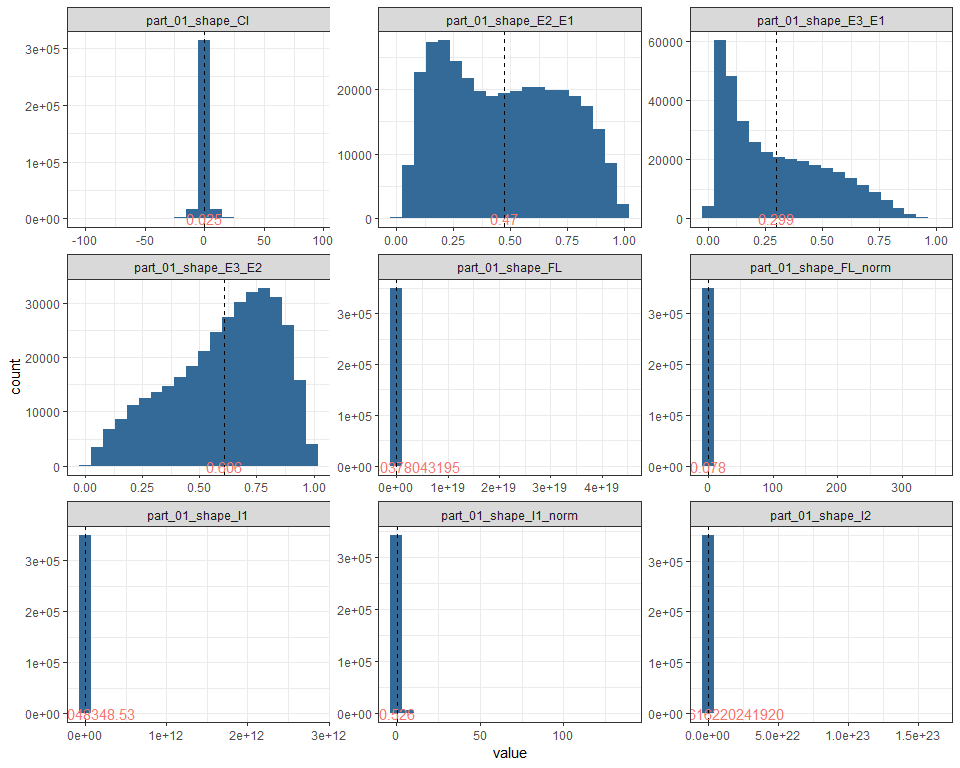 part_01_shape_CI
part_01_shape_E2_E1
part_01_shape_E3_E1
3e+05
2e+05
1e+05
0e+00
0.025
-100
-50
0
50
100
20000
10000
0
0.47
0.00
0.25
0.50
0.75
1.00
60000
40000
20000
0
0.299
0.00
0.25
0.50
0.75
1.00
part_01_shape_E3_E2
part_01_shape_FL
part_01_shape_FL_norm
count
30000
20000
10000
0
0.606
0.00
0.25
0.50
0.75
1.00
3e+05
2e+05
1e+05
0e+00
0378043195
0e+00
1e+19
2e+19
3e+19
4e+19
3e+05
2e+05
1e+05
0e+00
0.078
0
100
200
300
part_01_shape_I1
part_01_shape_I1_norm
part_01_shape_I2
3e+05
2e+05
1e+05
0e+00
048348.53
0e+00
1e+12
2e+12
3e+12
3e+05
2e+05
1e+05
0e+00
0.526
0
50
100
3e+05
2e+05
1e+05
0e+00
616220241920
0.0e+00
5.0e+22
1.0e+23
1.5e+23
value